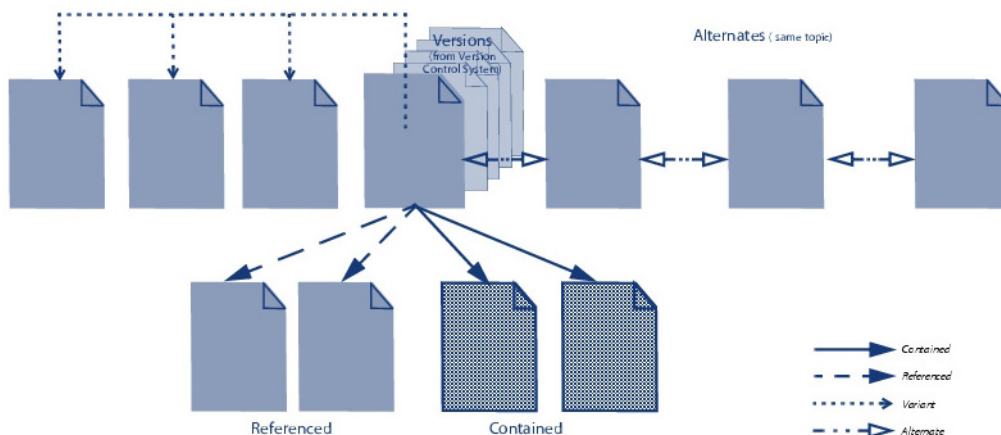 Versions
(from Version
Control System)
Alternates ( same topic)
Referenced
Contained
Contained
Referenced
Variant
Alternate